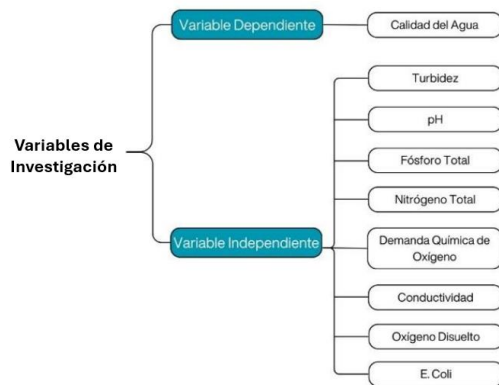 Variables de
Investigación
Variable Dependiente
Calidad del Agua
Variable Independiente
Turbidez
pH
Fósforo Total
Nitrógeno Total
Demanda Química de
Oxígeno
Conductividad
Oxígeno Disuelto
E. Coli